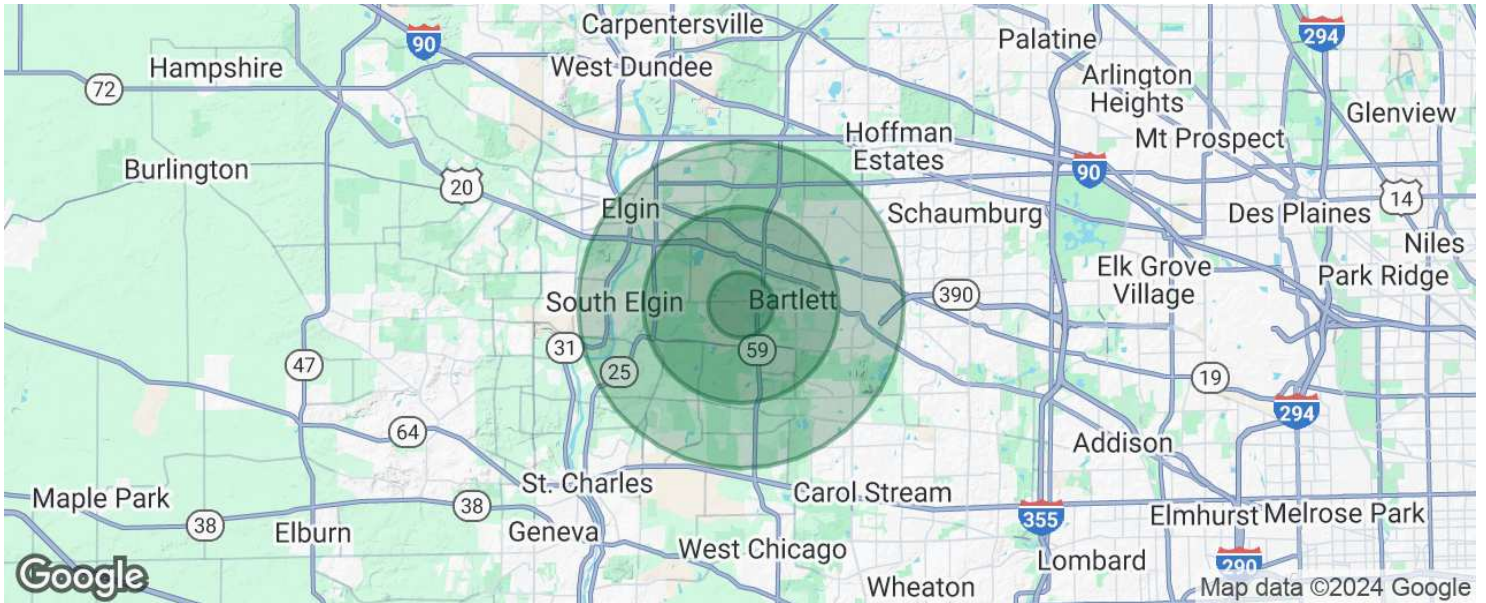 Carpentersville
Palatine
294
90
West Dundee
Hampshire
72
Arlington
Heights
Glenview
Hoffman
Estates
Mt Prospect
Burlington
20
90
14
Elgin
Schaumburg
Des Plaines
Niles
Elk Grove
Village
Park Ridge
South Elgin
Bartlett
390
31
59
47
25
19
294
64
Addison
St. Charles
Carol Stream
Maple Park
38
38
Elburn
Geneva
355
Elmhurst
Melrose Park
West Chicago
Lombard
290
Google
Wheaton
Map data ©2024 Google